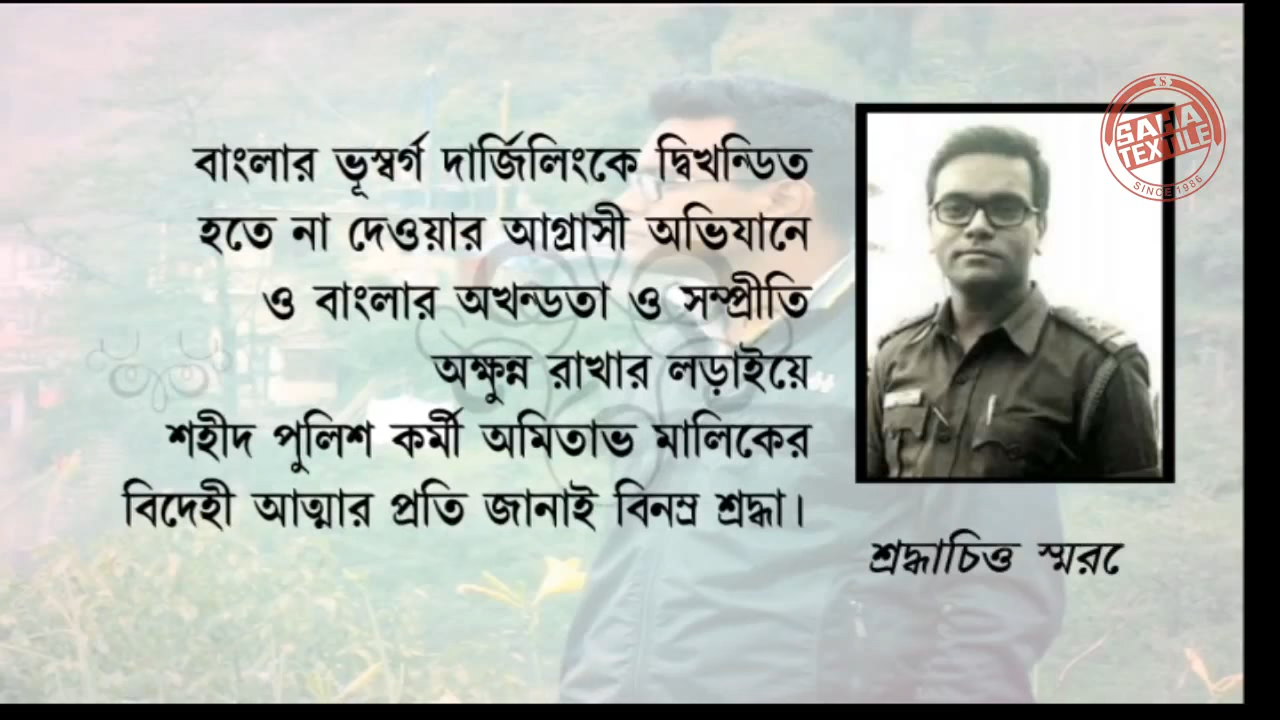 বাংলার ভূস্বর্গ দার্জিলিংকে দ্বিখন্ডিত
হতে না দেওয়ার আগ্রাসী অভিযানে
ও বাংলার অখন্ডতা ও সম্প্রীতি
অক্ষুন্ন রাখার লড়াইয়ে
শহীদ পুলিশ কর্মী অমিতাভ মালিকের
বিদেহী আত্মার প্রতি জানাই বিনম্র শ্রদ্ধা।
শ্রদ্ধাচিত্ত স্মরণে
SAHA
TEXTILE
SINCE 1986